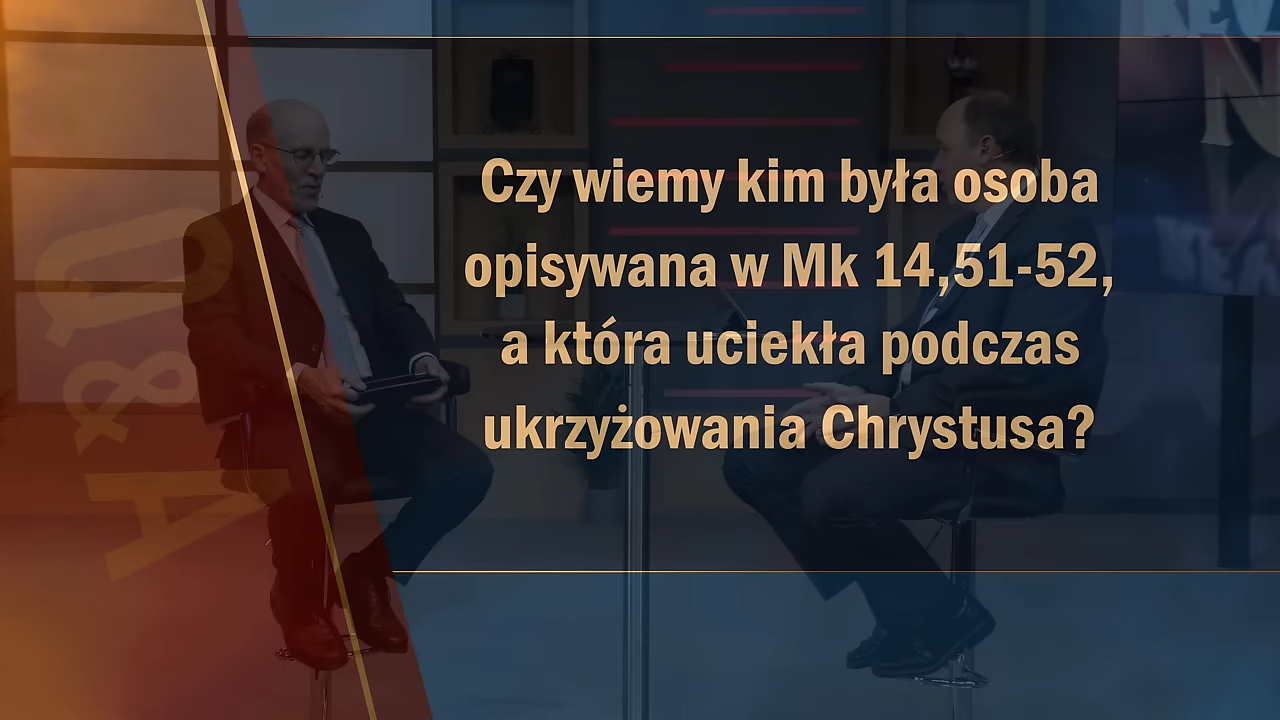 Czy wiemy kim była osoba
opisywana w Mk 14,51-52,
a która uciekła podczas
ukrzyżowania Chrystusa?
Q&A